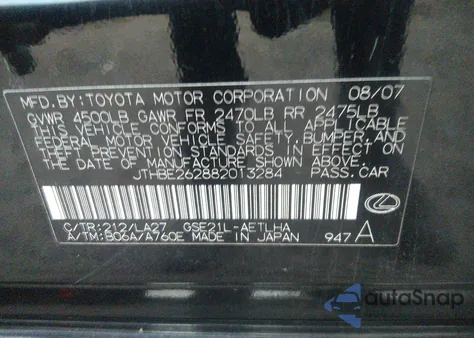 MFD. BY: TOYOTA MOTOR CORPORATION 08/07
GVWR 4500LB GAWR FR 2470LB RR 2475LB
THIS VEHICLE CONFORMS TO ALL APPLICABLE
FEDERAL MOTOR VEHICLE SAFETY, BUMPER, AND
THEFT PREVENTION STANDARDS IN EFFECT ON
THE DATE OF MANUFACTURE SHOWN ABOVE.
JTHBE262882013284 PASS.CAR
C/TR: 212/LA27 GSE21L-AETLHA
A/TM: B06A/A760E MADE IN JAPAN 947 A
autoSnap